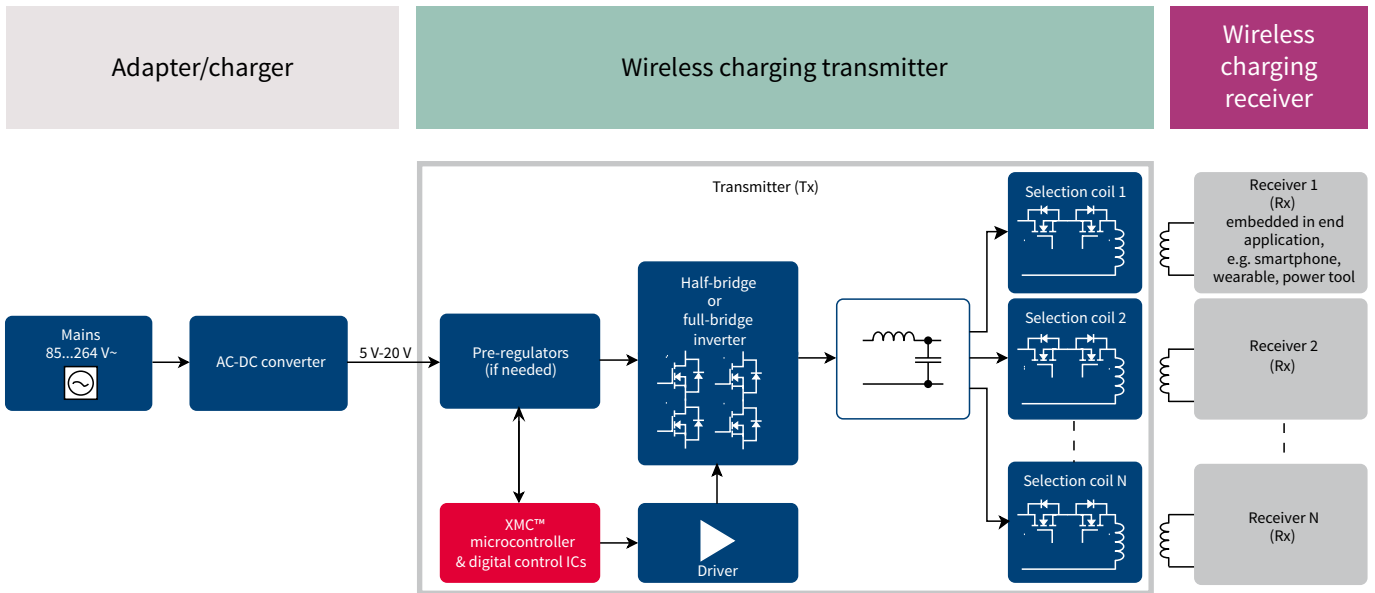 Adapter/charger
Wireless charging transmitter
Wireless
charging
receiver
Transmitter (Tx)
Mains
85...264 V~
AC-DC converter
5 V-20 V
Pre-regulators
(if needed)
XMC™
microcontroller
& digital control ICs
Half-bridge
or
full-bridge
inverter
Driver
Selection coil 1
Selection coil 2
Selection coil N
Receiver 1
(Rx)
embedded in end
application,
e.g. smartphone,
wearable, power tool
Receiver 2
(Rx)
Receiver N
(Rx)